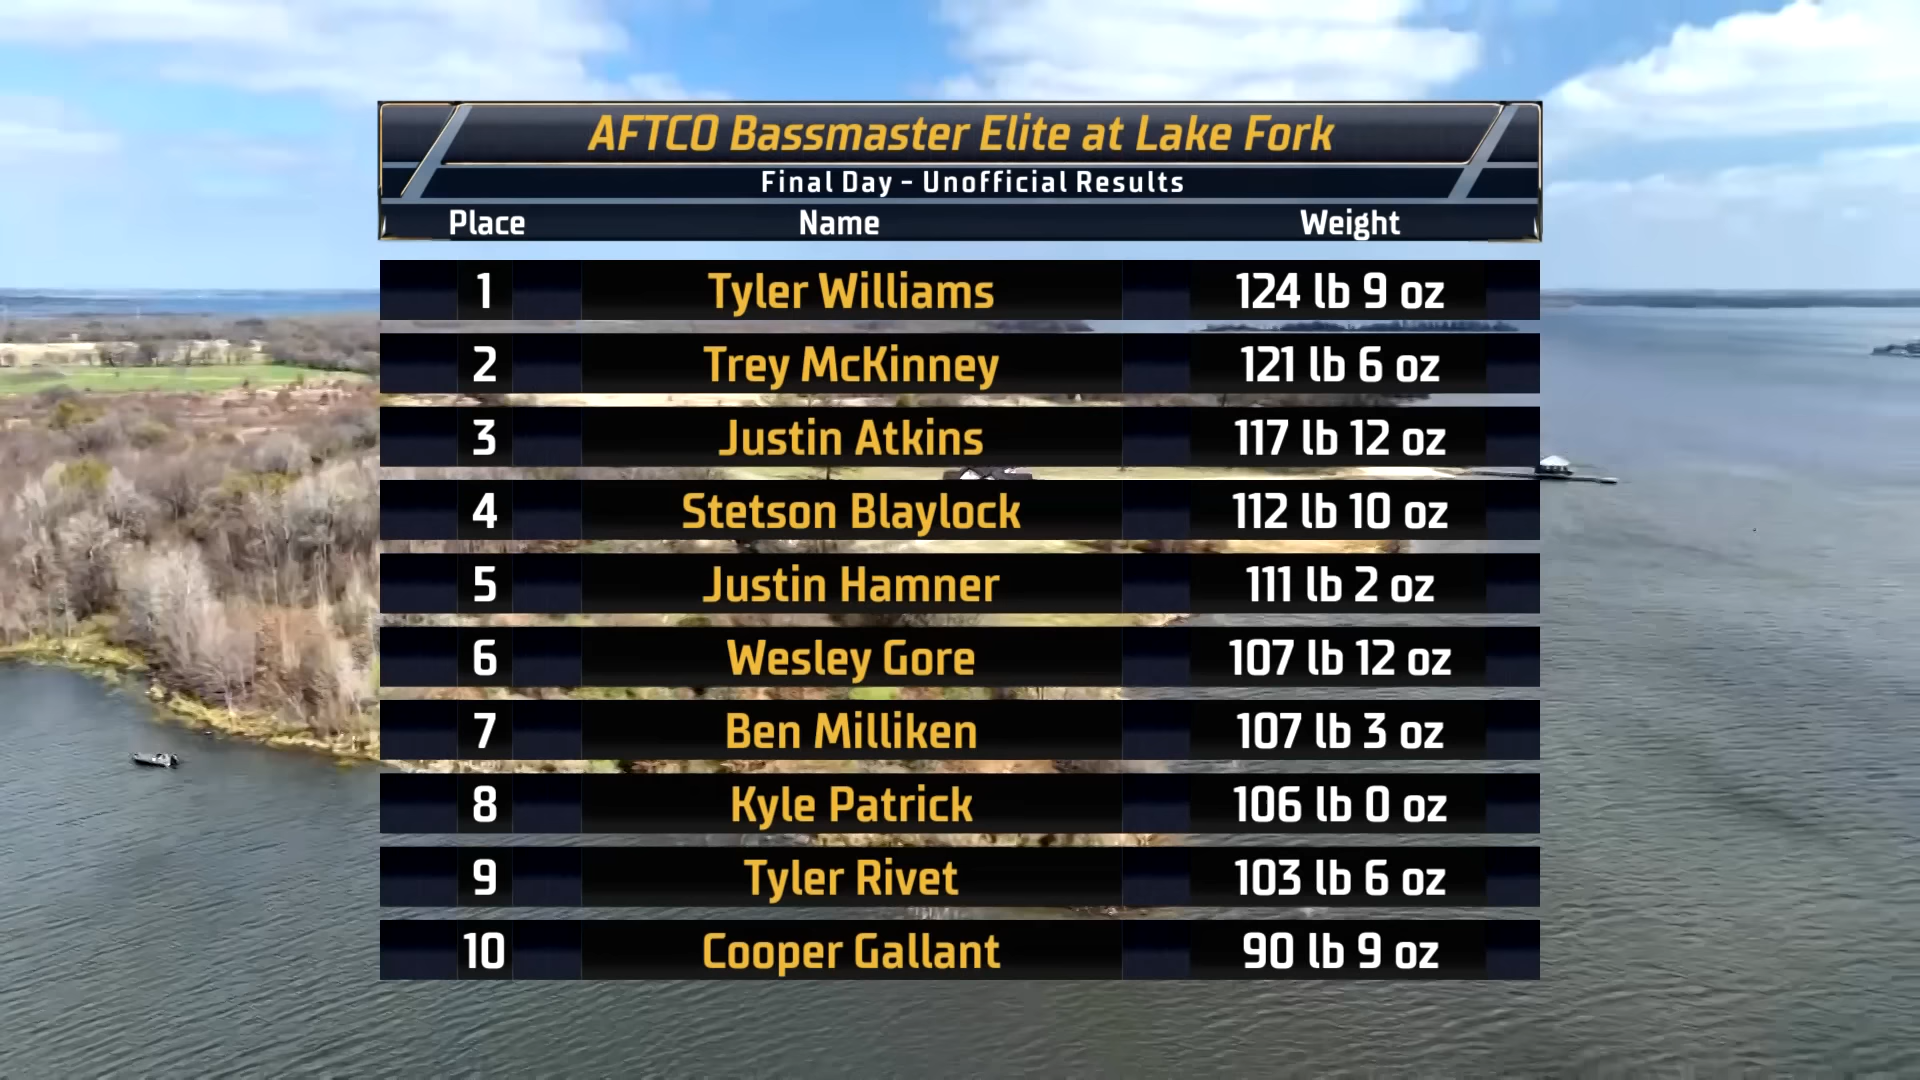 AFTCO Bassmaster Elite at Lake Fork
Final Day - Unofficial Results
Place Name Weight
1 Tyler Williams 124 lb 9 oz
2 Trey McKinney 121 lb 6 oz
3 Justin Atkins 117 lb 12 oz
4 Stetson Blaylock 112 lb 10 oz
5 Justin Hamner 111 lb 2 oz
6 Wesley Gore 107 lb 12 oz
7 Ben Milliken 107 lb 3 oz
8 Kyle Patrick 106 lb 0 oz
9 Tyler Rivet 103 lb 6 oz
10 Cooper Gallant 90 lb 9 oz